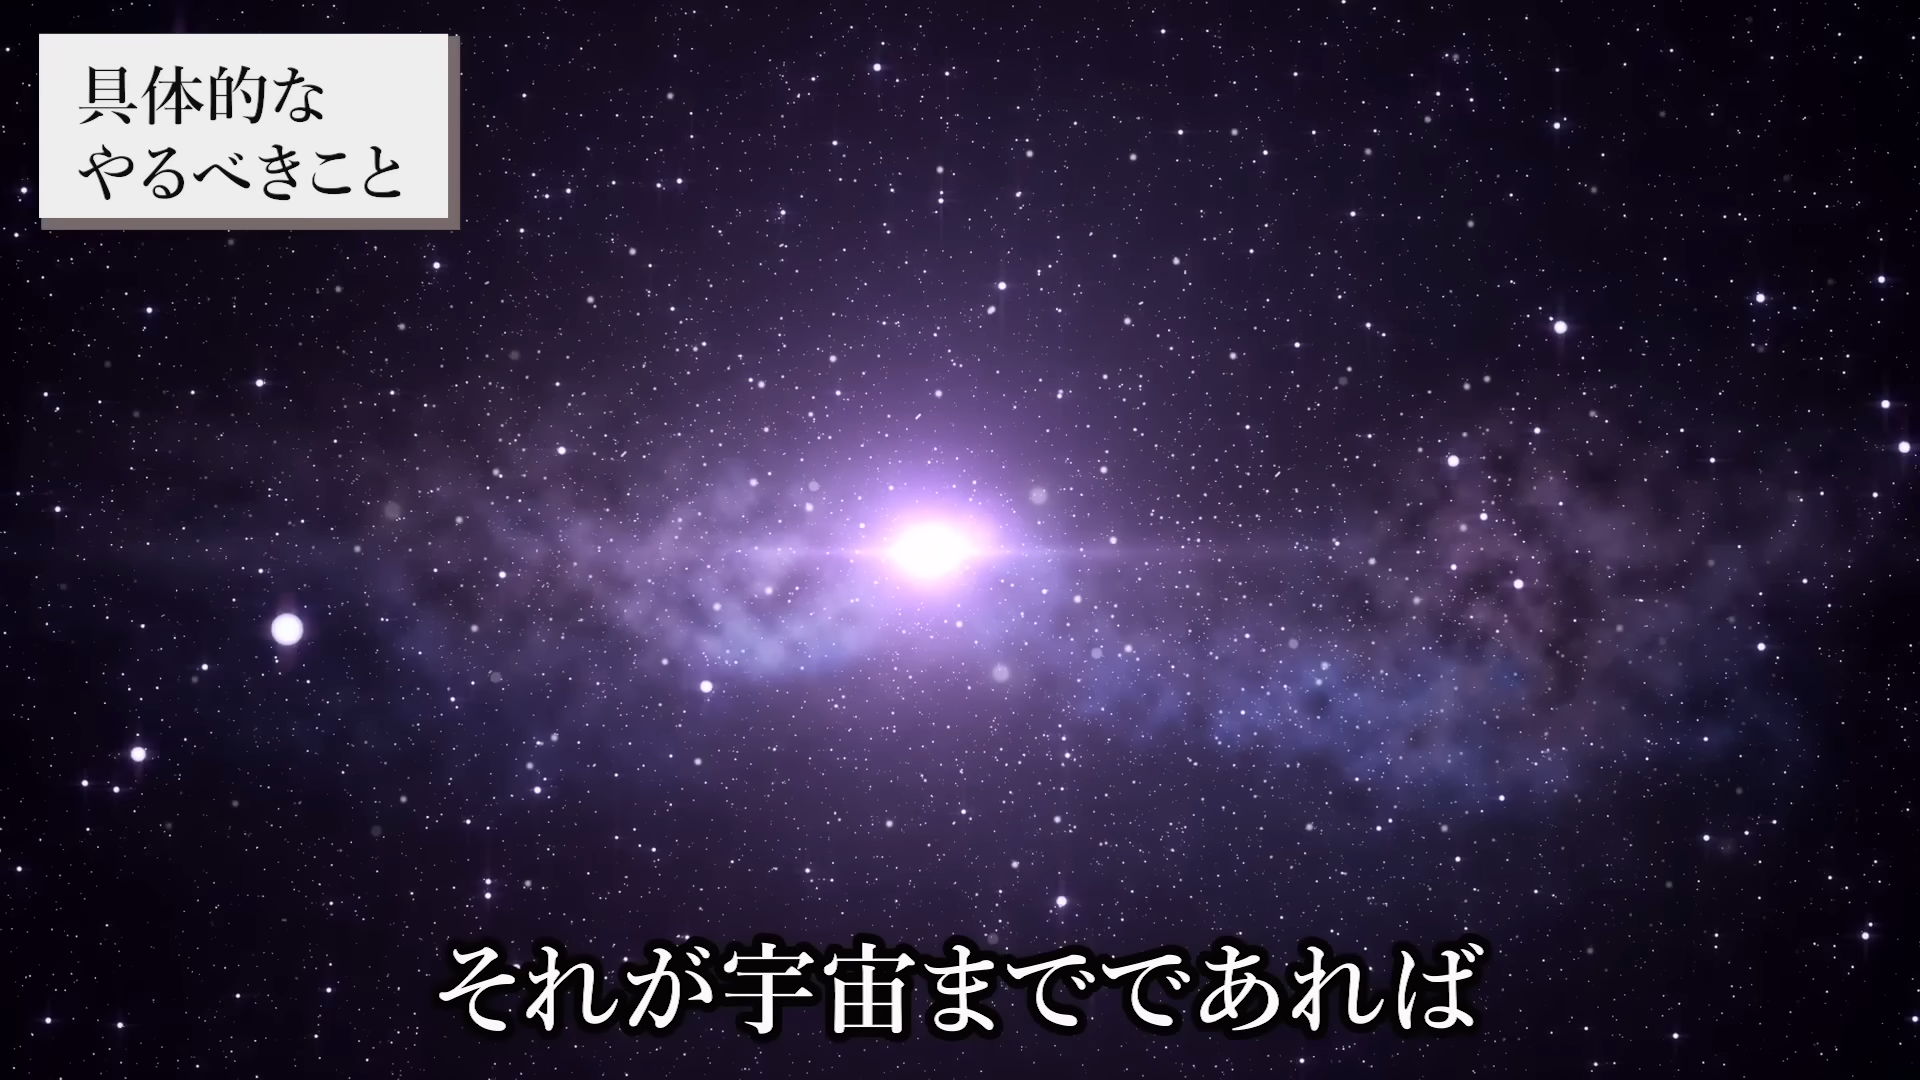 具体的な
やるべきこと
それが宇宙まででであれば